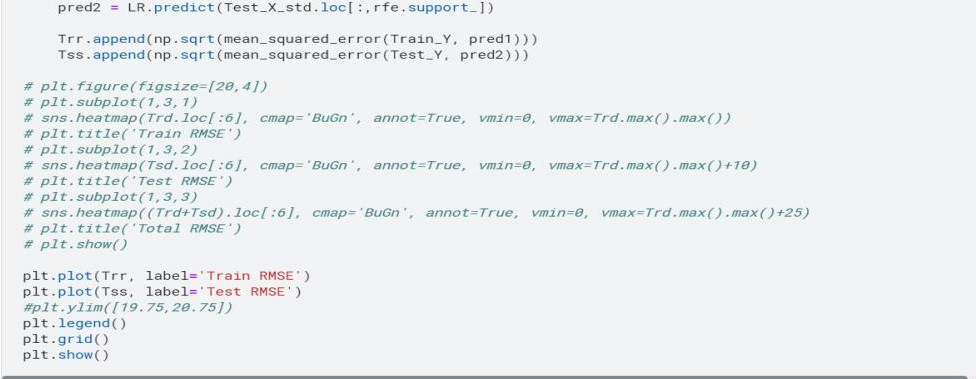 pred2 = LR.predict(Test_X_std.loc[:,rfe.support_])
Trr.append(np.sqrt(mean_squared_error(Train_Y, pred1)))
Tss.append(np.sqrt(mean_squared_error(Test_Y, pred2)))
# plt.figure(figsize=[20,4])
# plt.subplot(1,3,1)
# sns.heatmap(Trd.loc[:6], cmap='BuGn', annot=True, vmin=0, vmax=Trd.max().max())
# plt.title('Train RMSE')
# plt.subplot(1,3,2)
# sns.heatmap(Tsd.loc[:6], cmap='BuGn', annot=True, vmin=0, vmax=Trd.max().max()+10)
# plt.title('Test RMSE')
# plt.subplot(1,3,3)
# sns.heatmap((Trd+Tsd).loc[:6], cmap='BuGn', annot=True, vmin=0, vmax=Trd.max().max()+25)
# plt.title('Total RMSE')
# plt.show()
plt.plot(Trr, label='Train RMSE')
plt.plot(Tss, label='Test RMSE')
#plt.ylim([19.75,20.75])
plt.legend()
plt.grid()
plt.show()